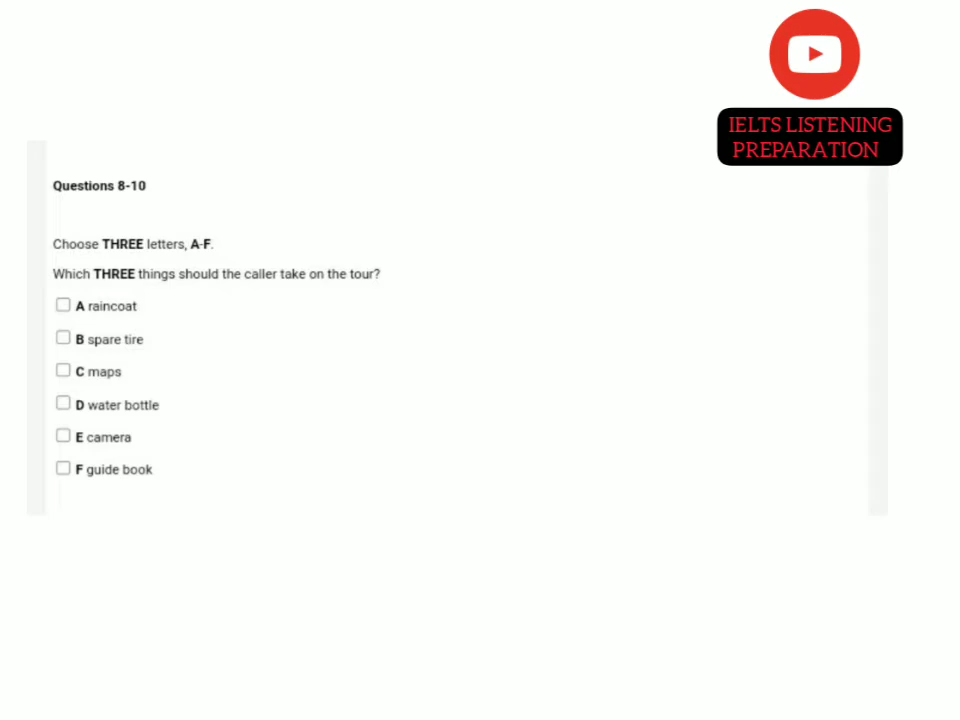 IELTS LISTENING
PREPARATION
Questions 8-10
Choose THREE letters, A-F.
Which THREE things should the caller take on the tour?
A raincoat
B spare tire
C maps
D water bottle
E camera
F guide book